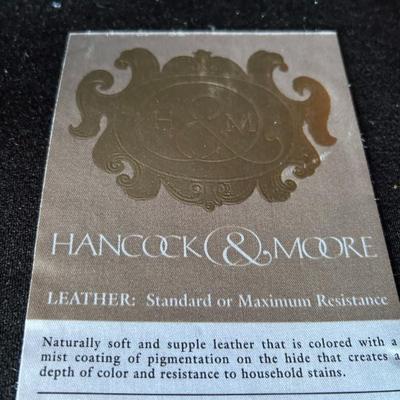 H & M
HANCOCK & MOORE
LEATHER: Standard or Maximum Resistance
Naturally soft and supple leather that is colored with a
mist coating of pigmentation on the hide that creates a
depth of color and resistance to household stains.